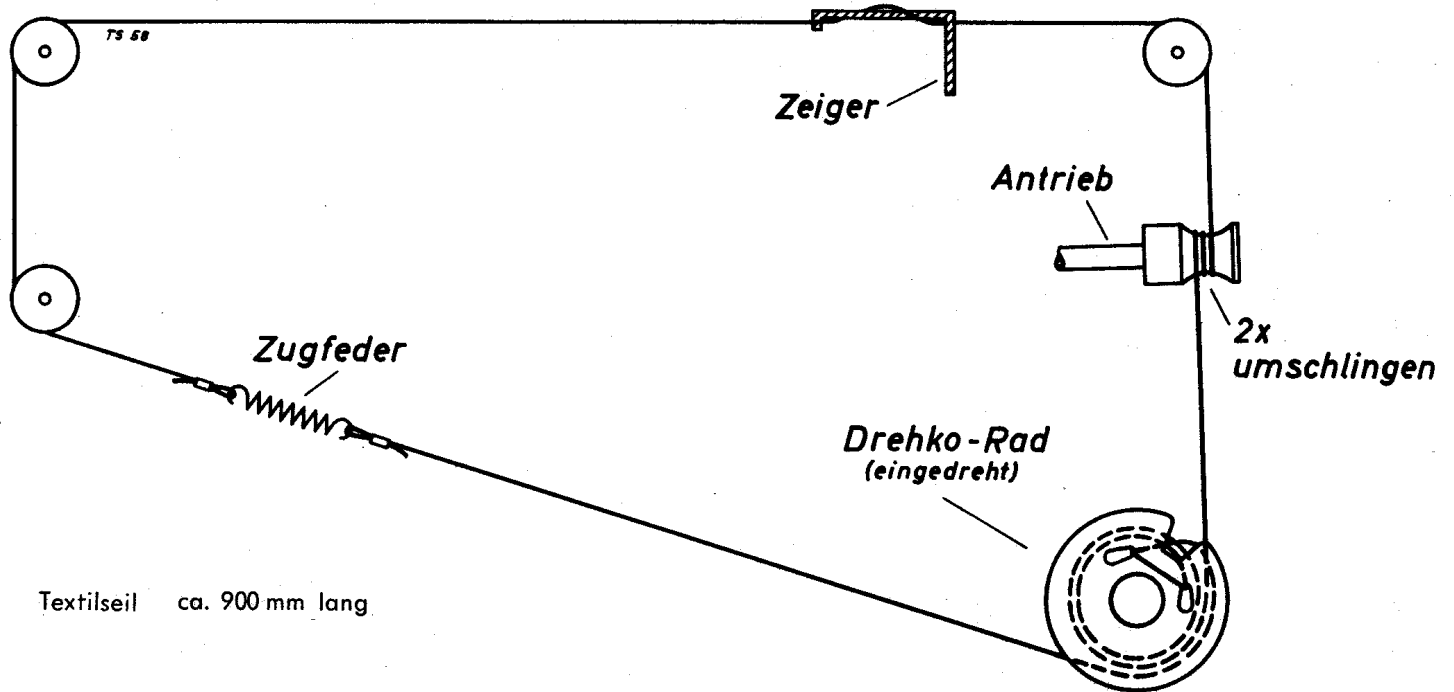 TS 58
Zeiger
Antrieb
2x
umschlingen
Zugfeder
Drehko-Rad
(eingedreht)
Textilseil ca. 900 mm lang